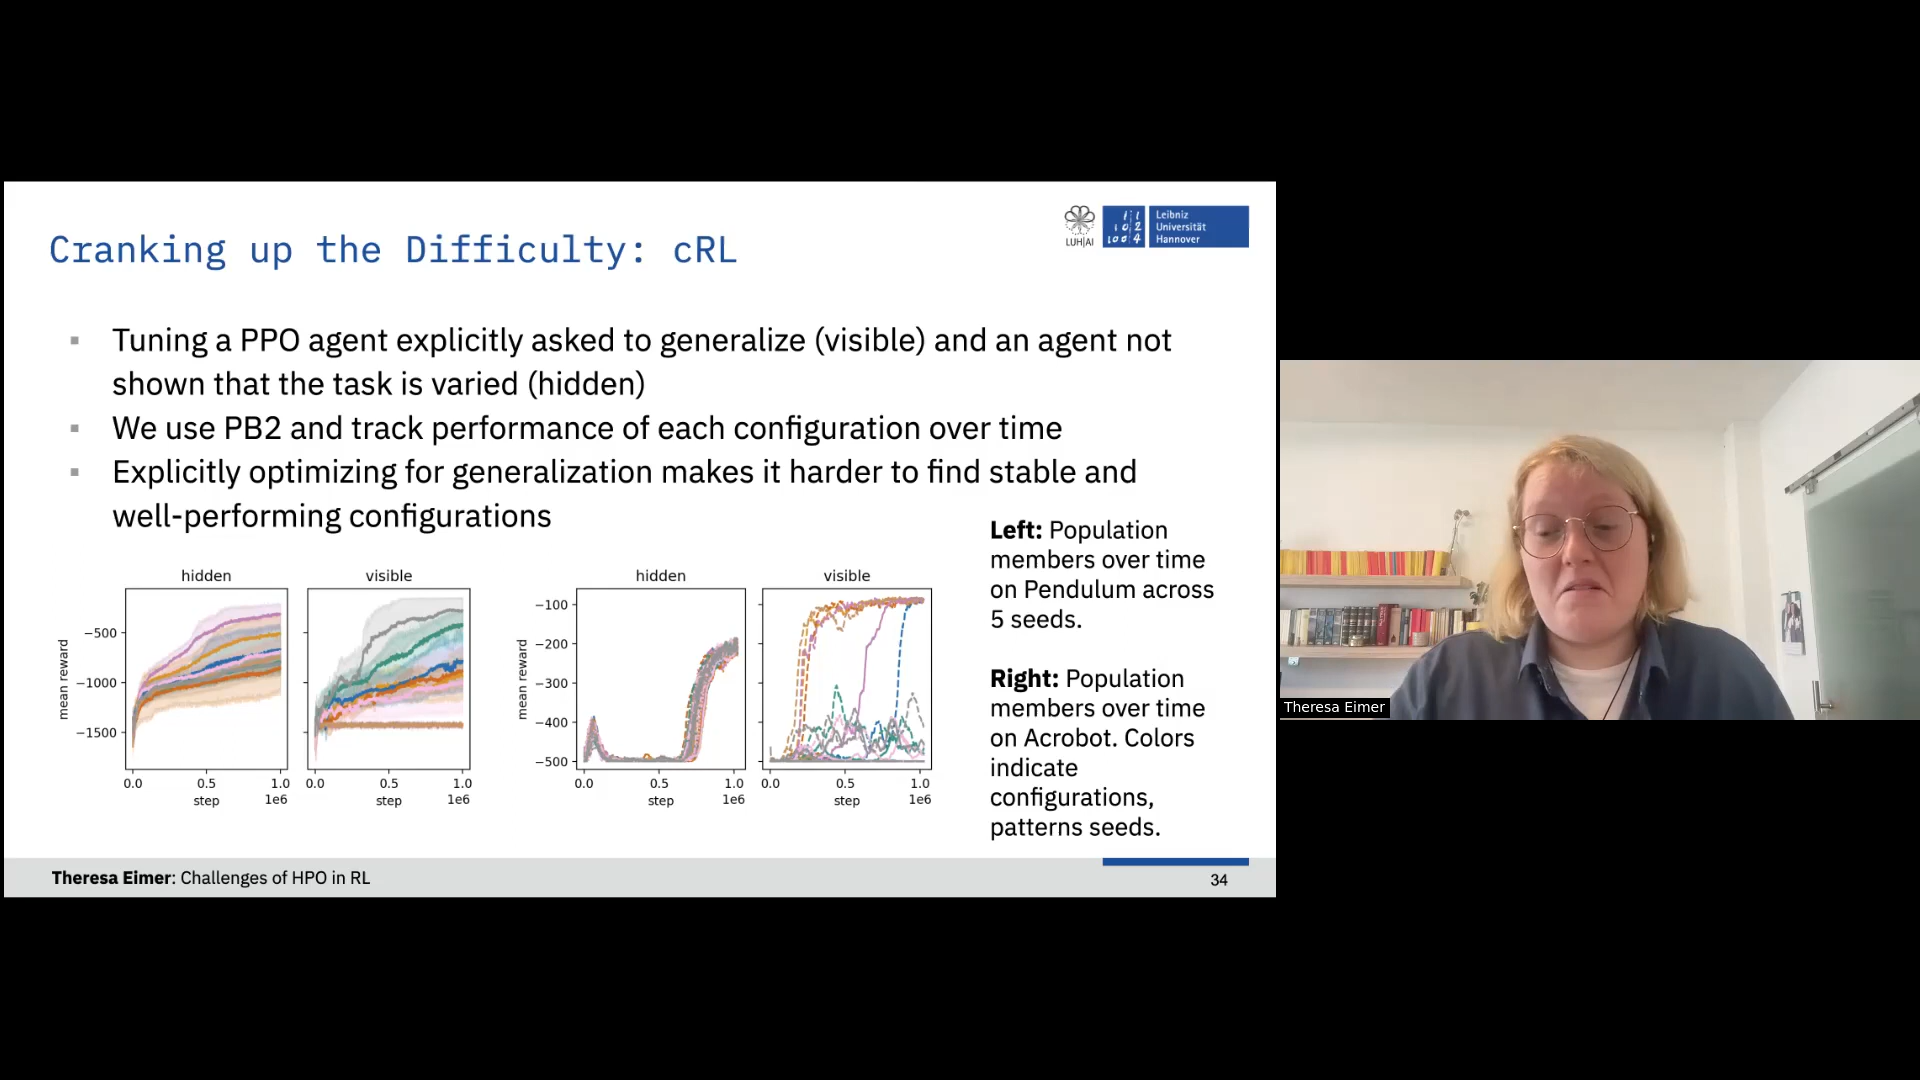 Cranking up the Difficulty: cRL
LUH|AI
Leibniz
Universität
Hannover
Tuning a PPO agent explicitly asked to generalize (visible) and an agent not
shown that the task is varied (hidden)
We use PB2 and track performance of each configuration over time
Explicitly optimizing for generalization makes it harder to find stable and
well-performing configurations
hidden
visible
mean reward
−500
−1000
−1500
0.0 0.5 1.0
step 1e6
0.0 0.5 1.0
step 1e6
hidden
visible
mean reward
−100
−200
−300
−400
−500
0.0 0.5 1.0
step 1e6
0.0 0.5 1.0
step 1e6
Left: Population
members over time
on Pendulum across
5 seeds.
Right: Population
members over time
on Acrobot. Colors
indicate
configurations,
patterns seeds.
Theresa Eimer: Challenges of HPO in RL
34
Theresa Eimer